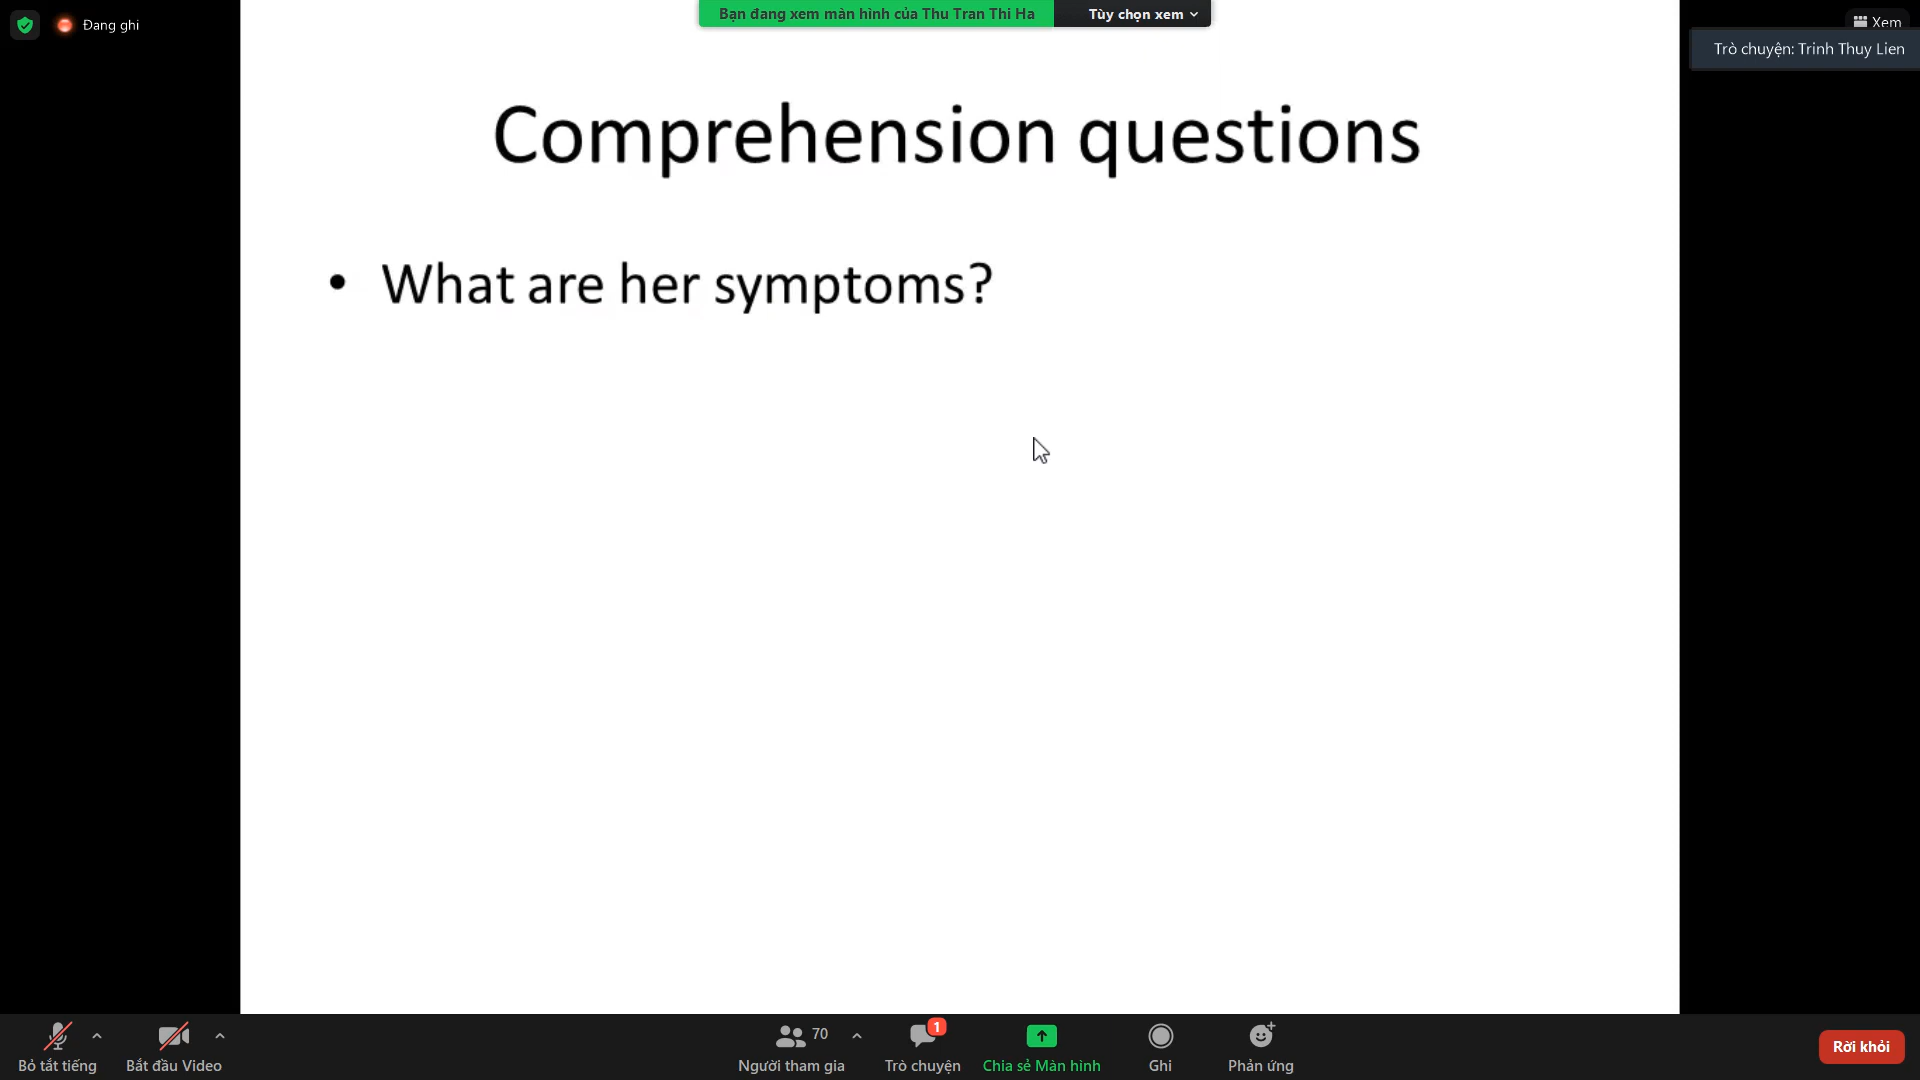 Đang ghi
Bạn đang xem màn hình của Thu Tran Thi Ha
Tùy chọn xem
Xem
Trò chuyện: Trinh Thuy Lien
Comprehension questions
• What are her symptoms?
Bỏ tắt tiếng
Bắt đầu Video
70
Người tham gia
1
Trò chuyện
Chia sẻ Màn hình
Ghi
Phản ứng
Rời khỏi